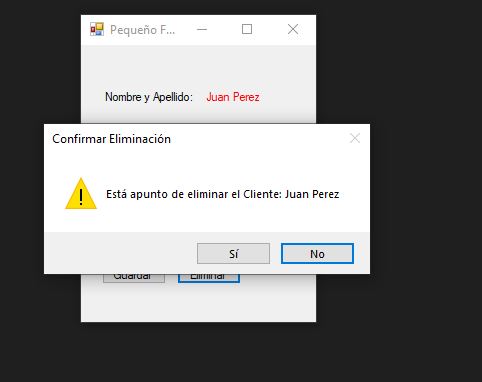 Pequeño F...
Nombre y Apellido: Juan Perez
Confirmar Eliminación
Está apunto de eliminar el Cliente: Juan Perez
Sí No
Guardar Eliminar